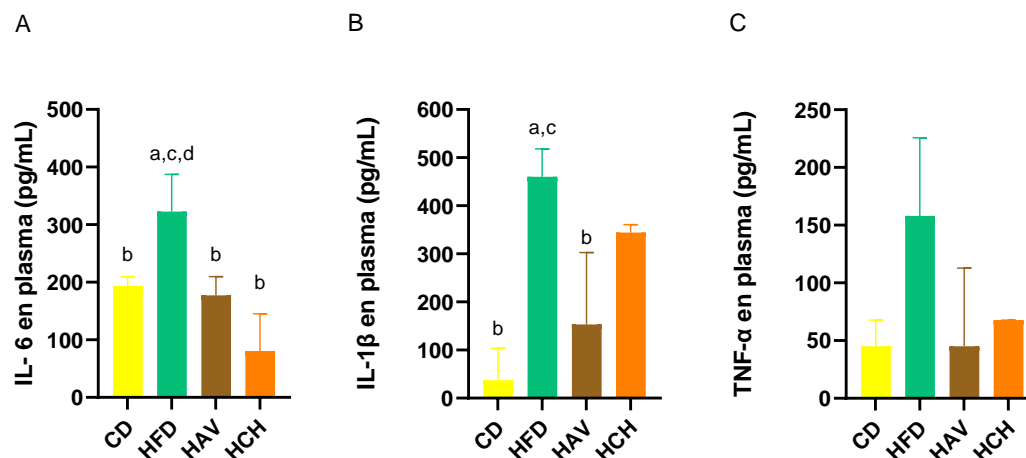 A
IL- 6 en plasma (pg/mL)
500
400
300
200
100
0
b
a,c,d
b
b
CD
HFD
HAV
HCH
B
IL-1β en plasma (pg/mL)
600
500
400
300
200
100
0
b
a,c
b
CD
HFD
HAV
HCH
C
TNF-α en plasma (pg/mL)
250
200
150
100
50
0
CD
HFD
HAV
HCH